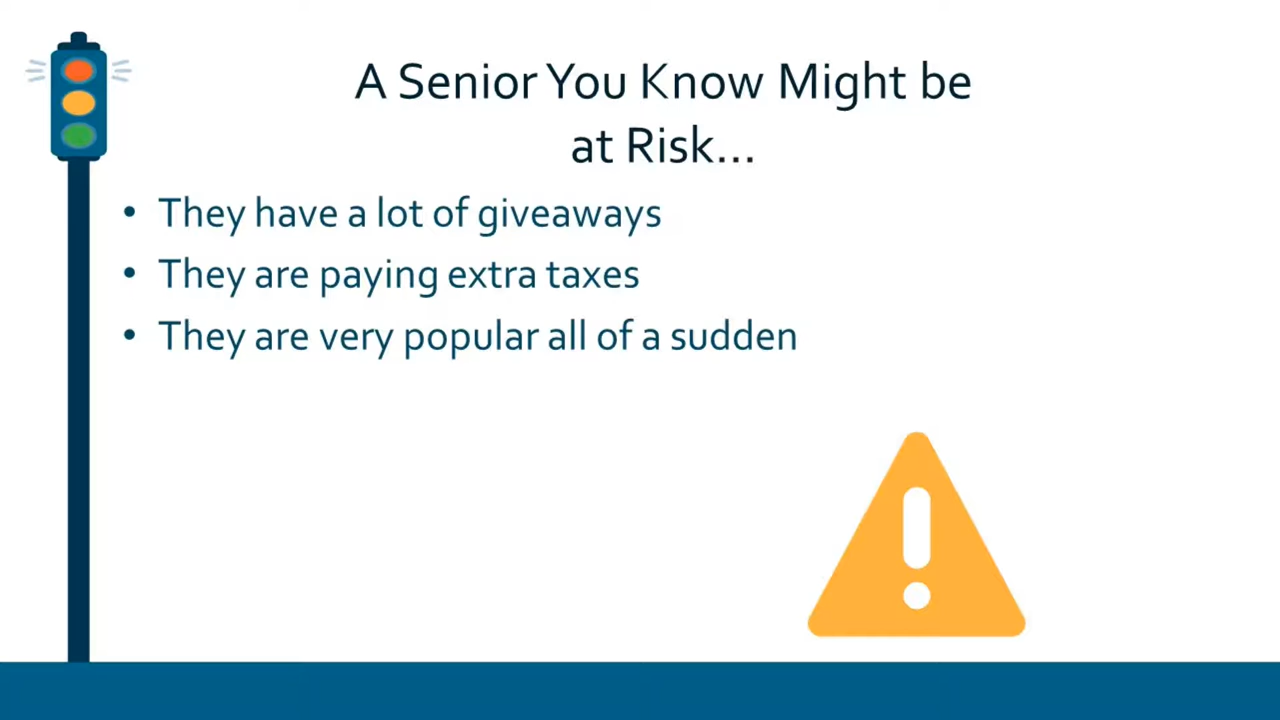 A Senior You Know Might be
at Risk...
• They have a lot of giveaways
• They are paying extra taxes
• They are very popular all of a sudden